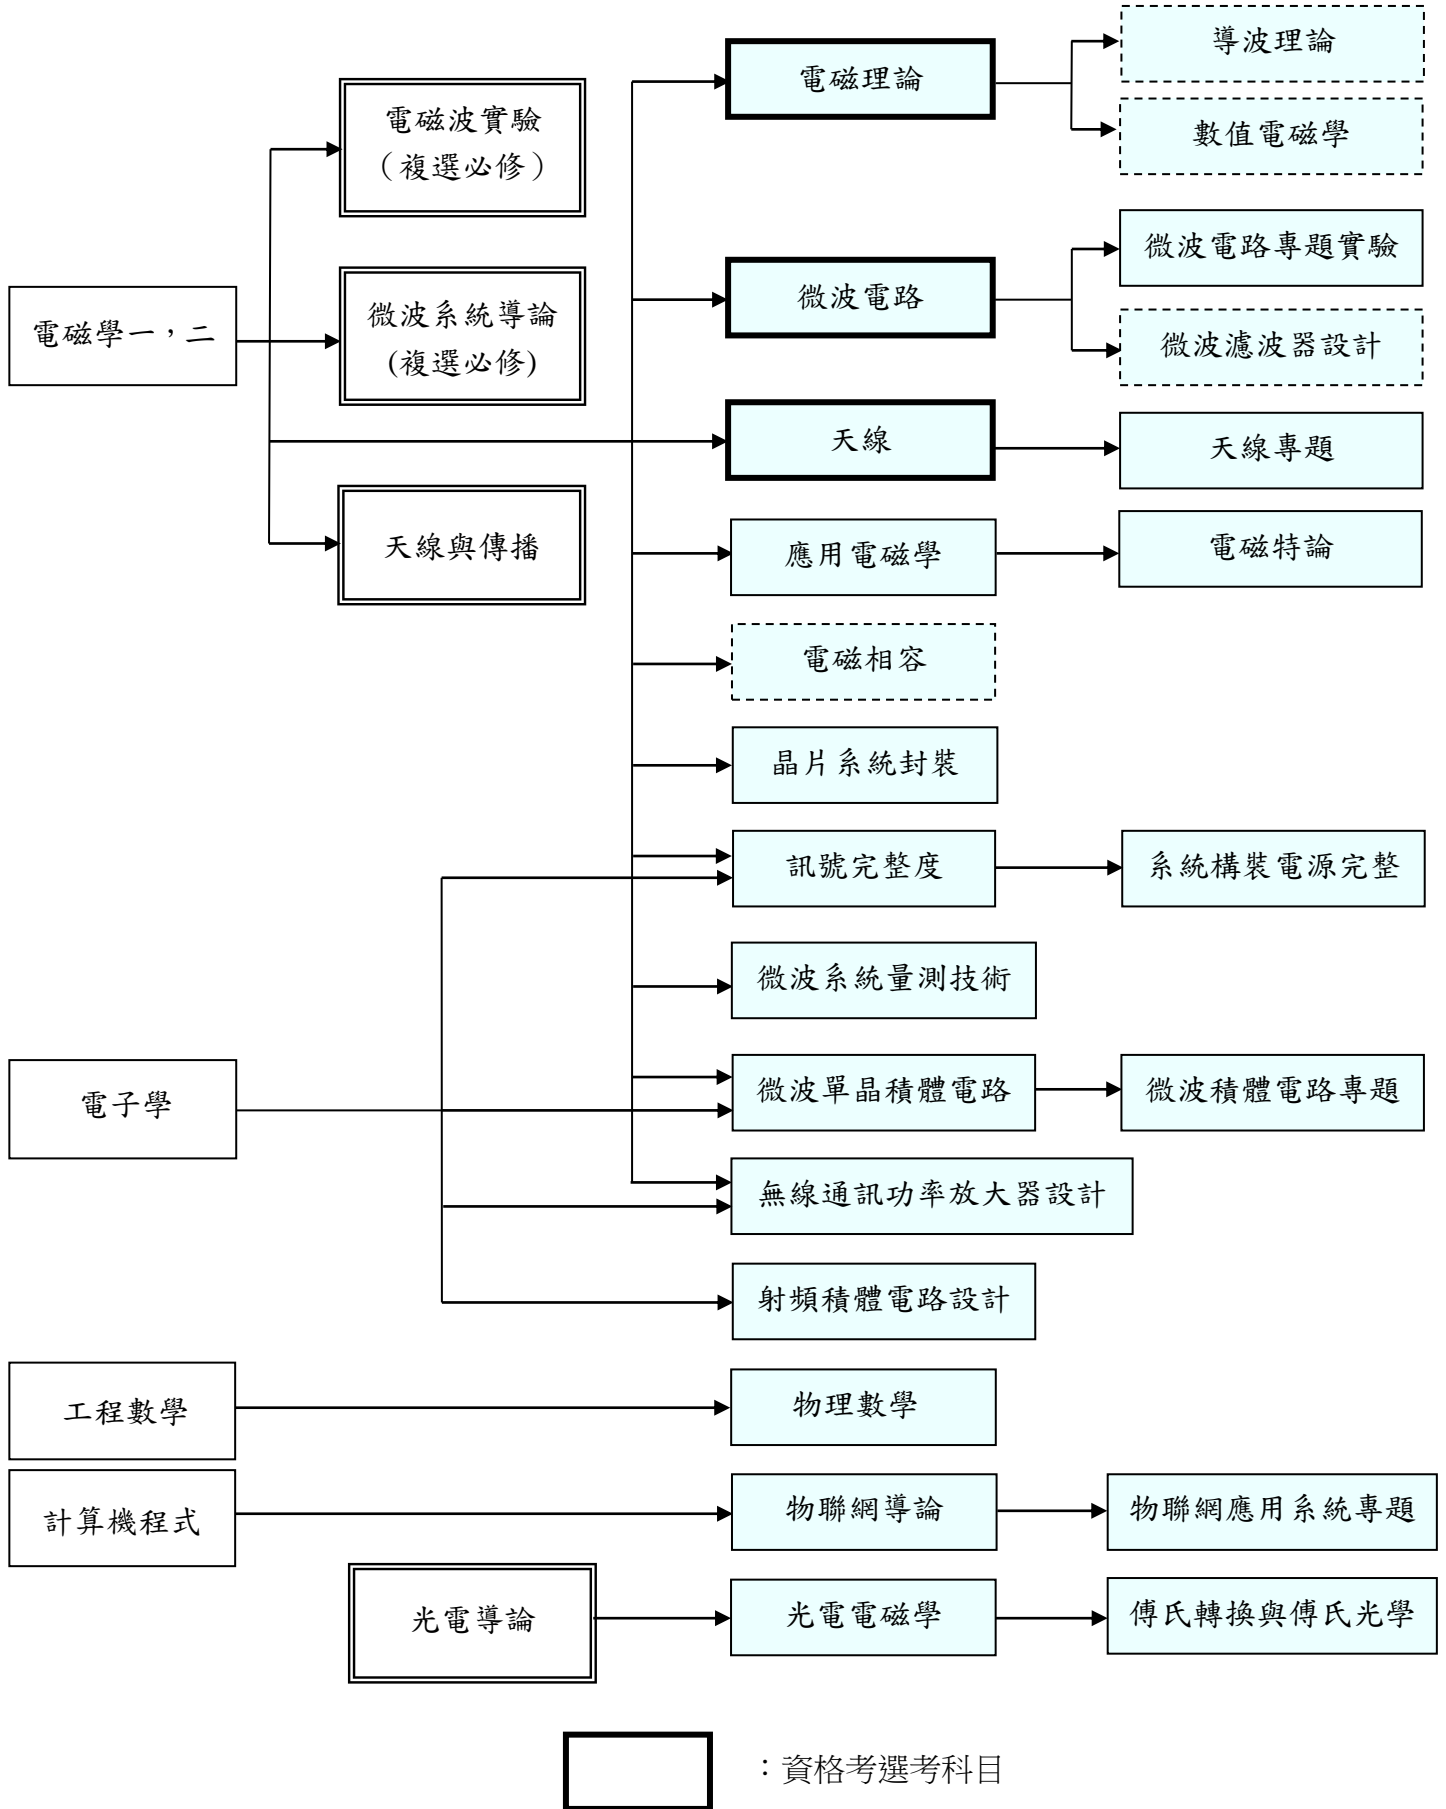 導波理論
電磁理論
數值電磁學
電磁波實驗
（複選必修）
微波電路專題實驗
微波電路
微波系統導論
(複選必修)
電磁學一，二
微波濾波器設計
天線
天線專題
天線與傳播
應用電磁學
電磁特論
電磁相容
晶片系統封裝
訊號完整度
系統構裝電源完整
微波系統量測技術
電子學
微波單晶積體電路
微波積體電路專題
無線通訊功率放大器設計
射頻積體電路設計
工程數學
物理數學
計算機程式
物聯網導論
物聯網應用系統專題
光電導論
光電電磁學
傅氏轉換與傅氏光學
：資格考選考科目